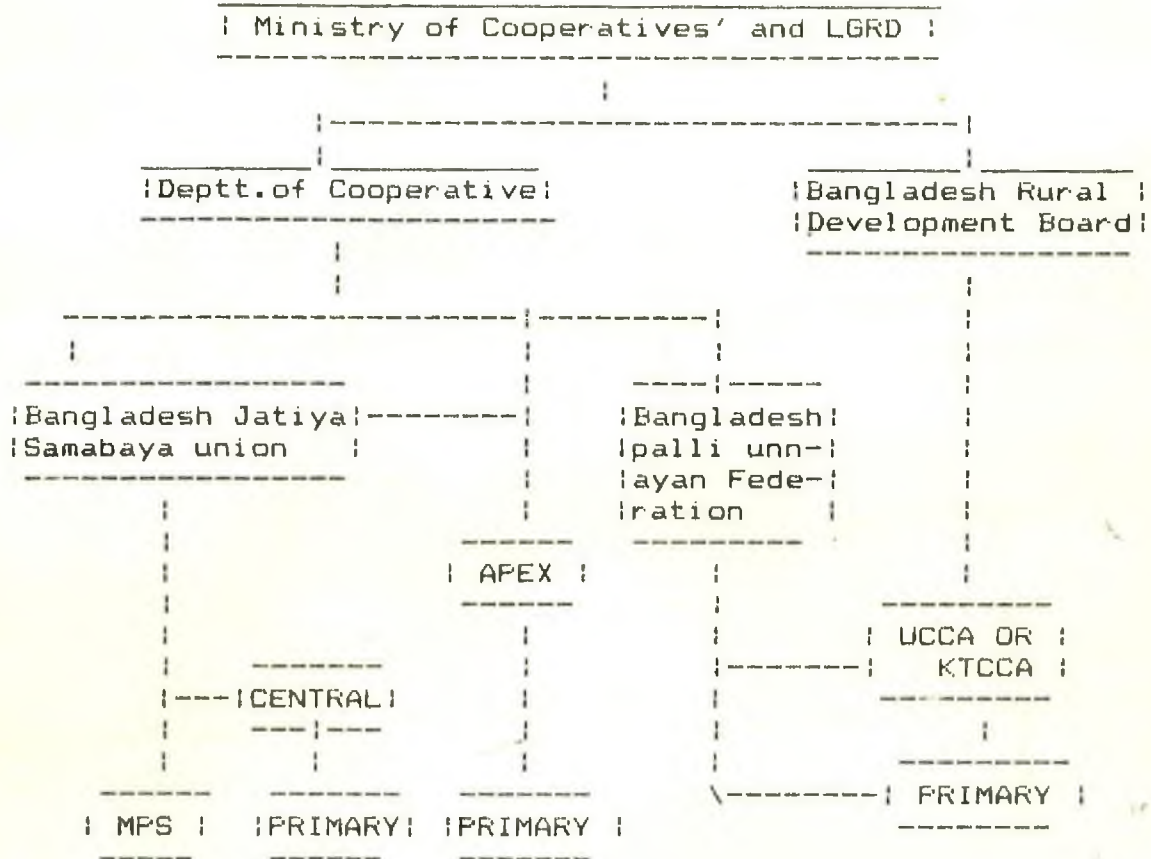 Ministry of Cooperatives' and LGRD
Deptt.of Cooperative
Bangladesh Rural
Development Board
Bangladesh Jatiya
Samabaya union
Bangladesh
palli unn-
ayan Fede-
ration
APEX
UCCA OR
KTCCA
CENTRAL
PRIMARY
MPS
PRIMARY
PRIMARY